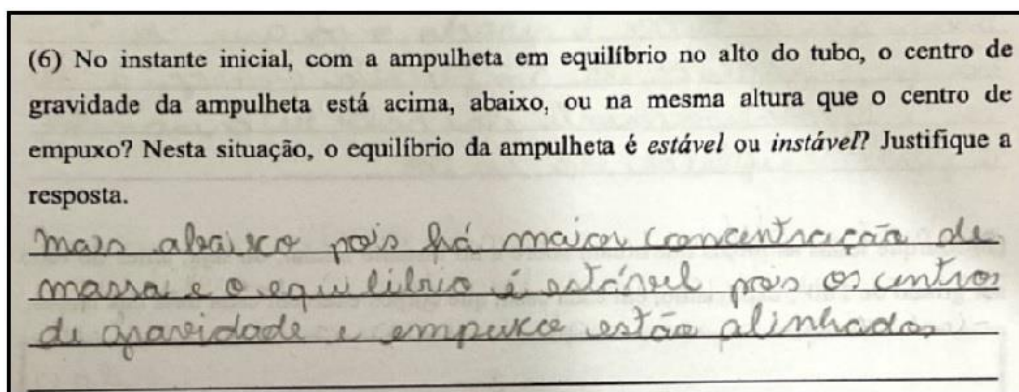 (6) No instante inicial, com a ampulheta em equilíbrio no alto do tubo, o centro de
gravidade da ampulheta está acima, abaixo, ou na mesma altura que o centro de
empuxo? Nesta situação, o equilíbrio da ampulheta é estável ou instável? Justifique a
resposta.
mais abaixo pois há maior concentração de
massa e o equilíbrio é estável pois os centros
de gravidade e empuxo estão alinhados